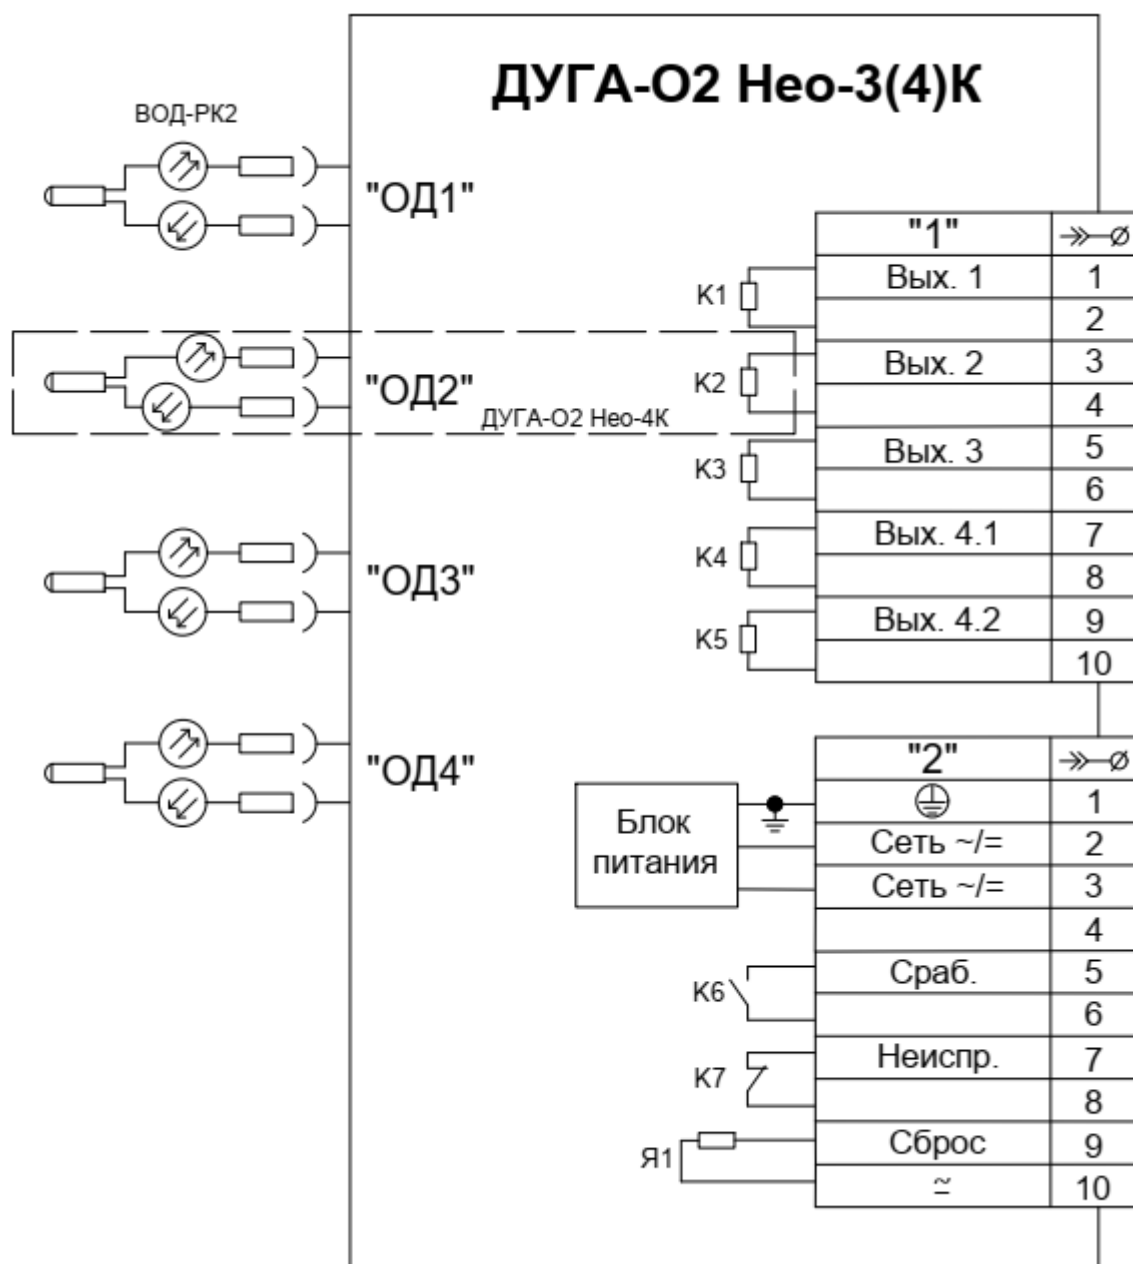 ДУГА-О2 Нео-3(4)К
ВОД-РК2
"ОД1"
"ОД2"
ДУГА-О2 Нео-4К
"ОД3"
"ОД4"
"1"
К1 Вых. 1 1
2
К2 Вых. 2 3
4
К3 Вых. 3 5
6
К4 Вых. 4.1 7
8
К5 Вых. 4.2 9
10
"2"
Блок
питания
1
Сеть ~/= 2
Сеть ~/= 3
4
К6 Сраб. 5
6
К7 Неиспр. 7
8
Я1 Сброс 9
≃ 10